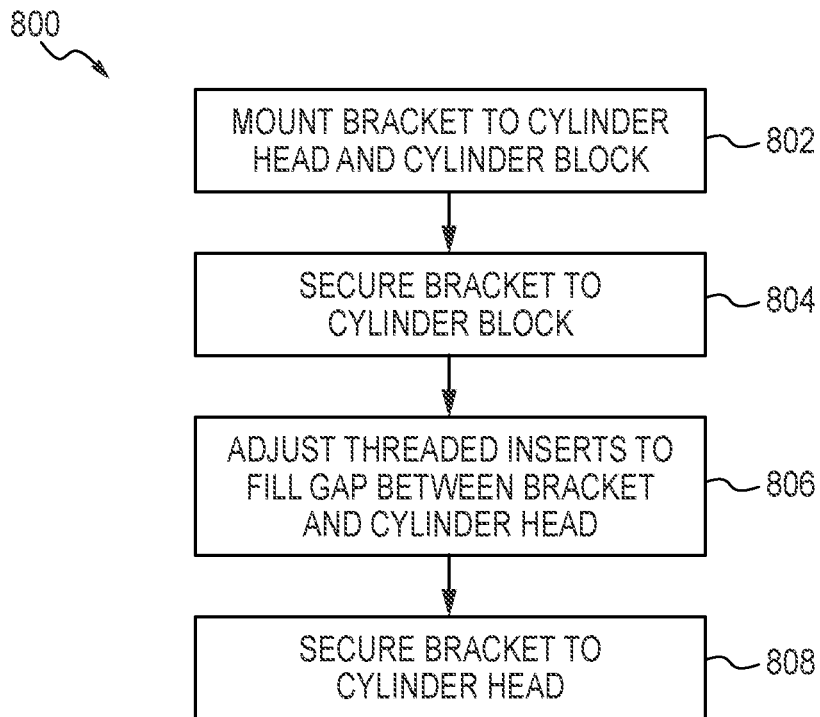 800
MOUNT BRACKET TO CYLINDER
HEAD AND CYLINDER BLOCK
802
SECURE BRACKET TO
CYLINDER BLOCK
804
ADJUST THREADED INSERTS TO
FILL GAP BETWEEN BRACKET
AND CYLINDER HEAD
806
SECURE BRACKET TO
CYLINDER HEAD
808